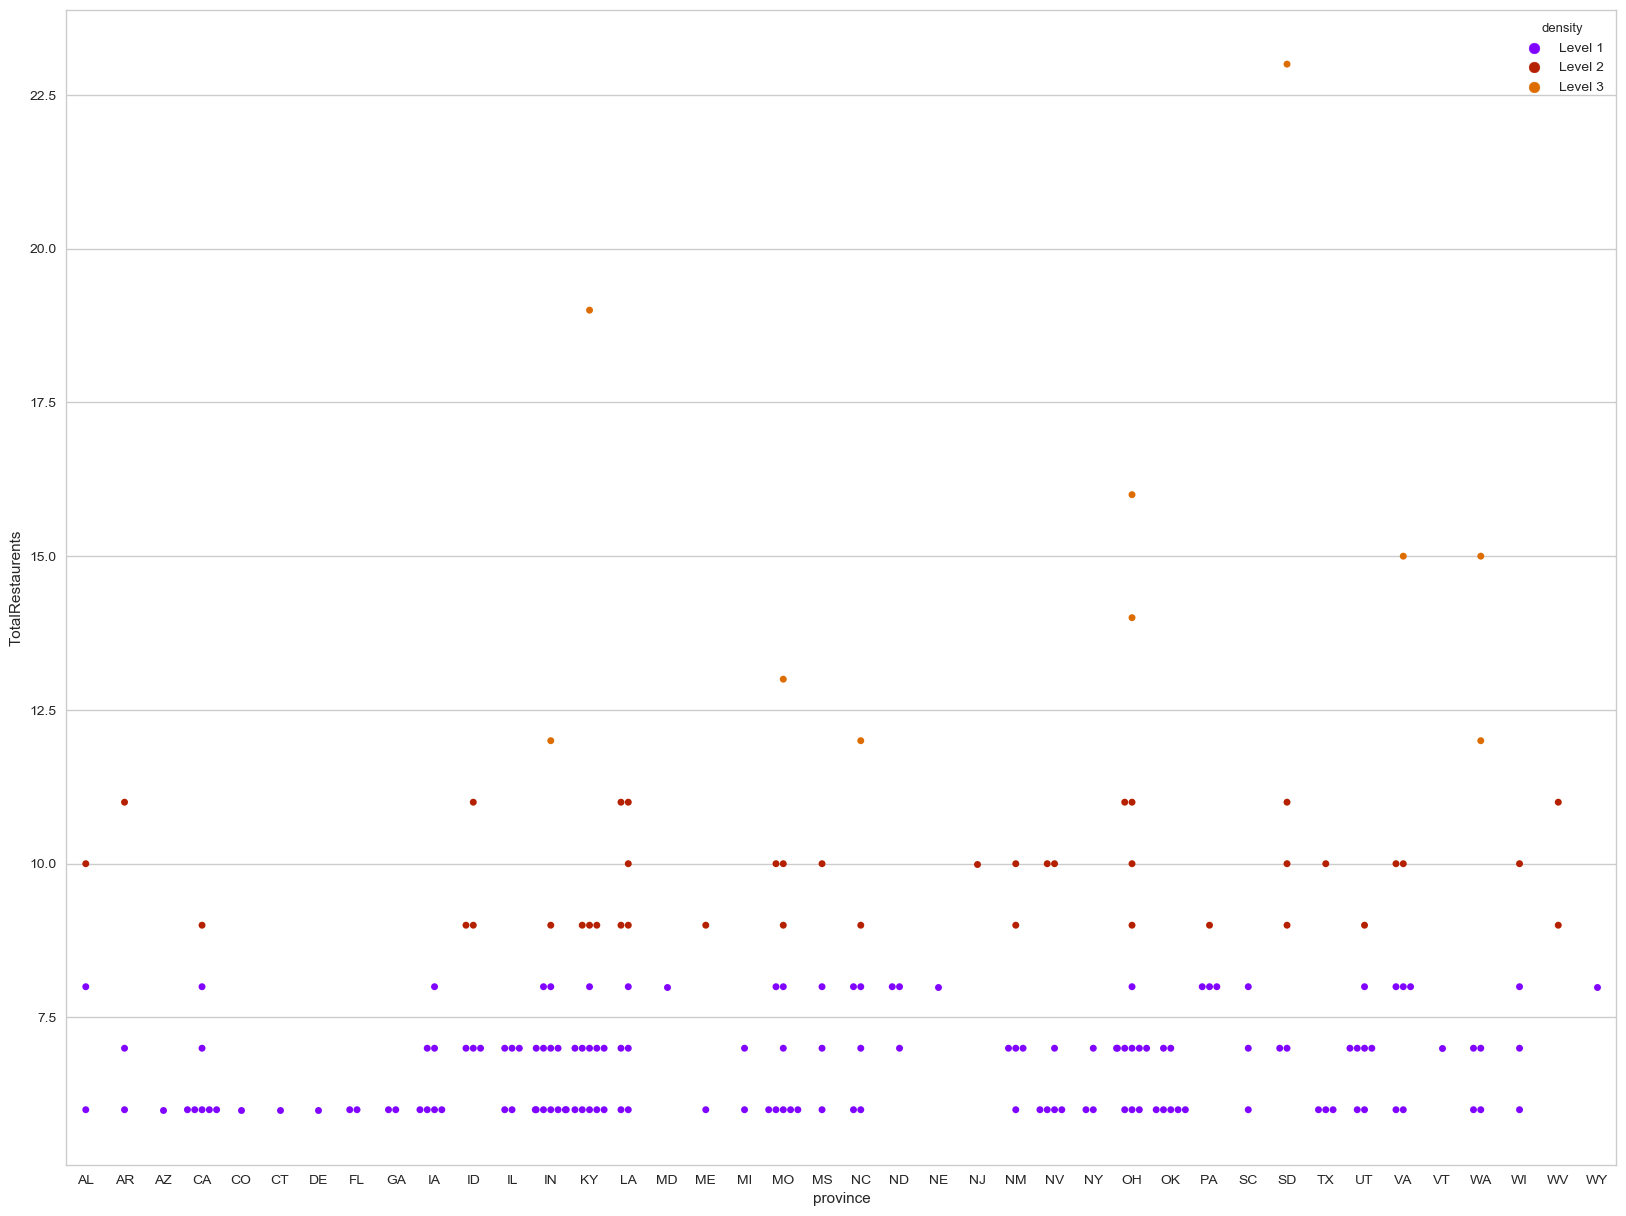 density
Level 1
Level 2
Level 3
22.5
20.0
17.5
15.0
12.5
10.0
7.5
TotalRestaurents
AL AR AZ CA CO CT DE FL GA IA ID IL IN KY LA MD ME MI MO MS NC ND NE NJ NM NV NY OH OK PA SC SD TX UT VA VT WA WI WV WY
province